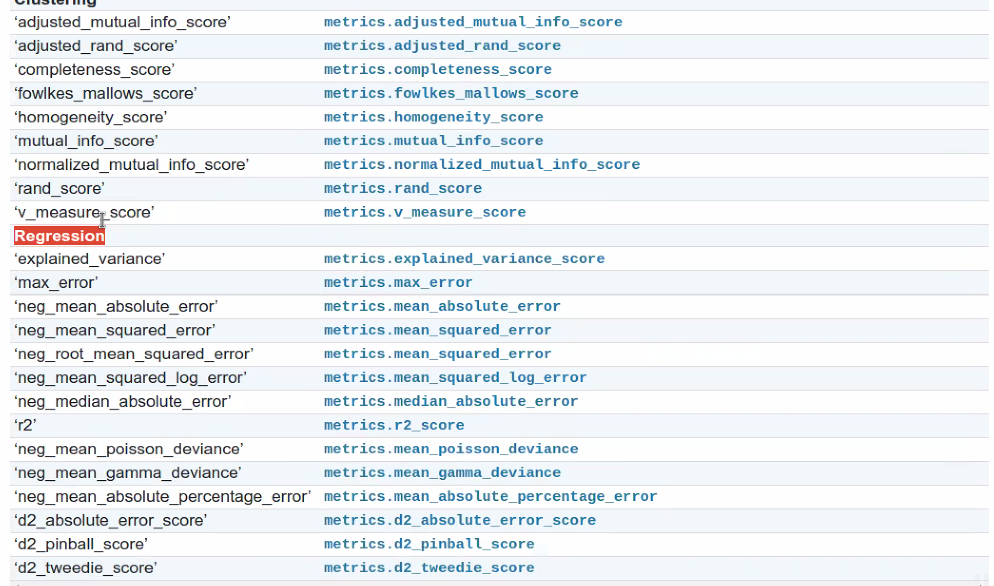 Clustering
‘adjusted_mutual_info_score’ metrics.adjusted_mutual_info_score
‘adjusted_rand_score’ metrics.adjusted_rand_score
‘completeness_score’ metrics.completeness_score
‘fowlkes_mallows_score’ metrics.fowlkes_mallows_score
‘homogeneity_score’ metrics.homogeneity_score
‘mutual_info_score’ metrics.mutual_info_score
‘normalized_mutual_info_score’ metrics.normalized_mutual_info_score
‘rand_score’ metrics.rand_score
‘v_measure_score’ metrics.v_measure_score
Regression
‘explained_variance’ metrics.explained_variance_score
‘max_error’ metrics.max_error
‘neg_mean_absolute_error’ metrics.mean_absolute_error
‘neg_mean_squared_error’ metrics.mean_squared_error
‘neg_root_mean_squared_error’ metrics.mean_squared_error
‘neg_mean_squared_log_error’ metrics.mean_squared_log_error
‘neg_median_absolute_error’ metrics.median_absolute_error
‘r2’ metrics.r2_score
‘neg_mean_poisson_deviance’ metrics.mean_poisson_deviance
‘neg_mean_gamma_deviance’ metrics.mean_gamma_deviance
‘neg_mean_absolute_percentage_error’ metrics.mean_absolute_percentage_error
‘d2_absolute_error_score’ metrics.d2_absolute_error_score
‘d2_pinball_score’ metrics.d2_pinball_score
‘d2_tweedie_score’ metrics.d2_tweedie_score